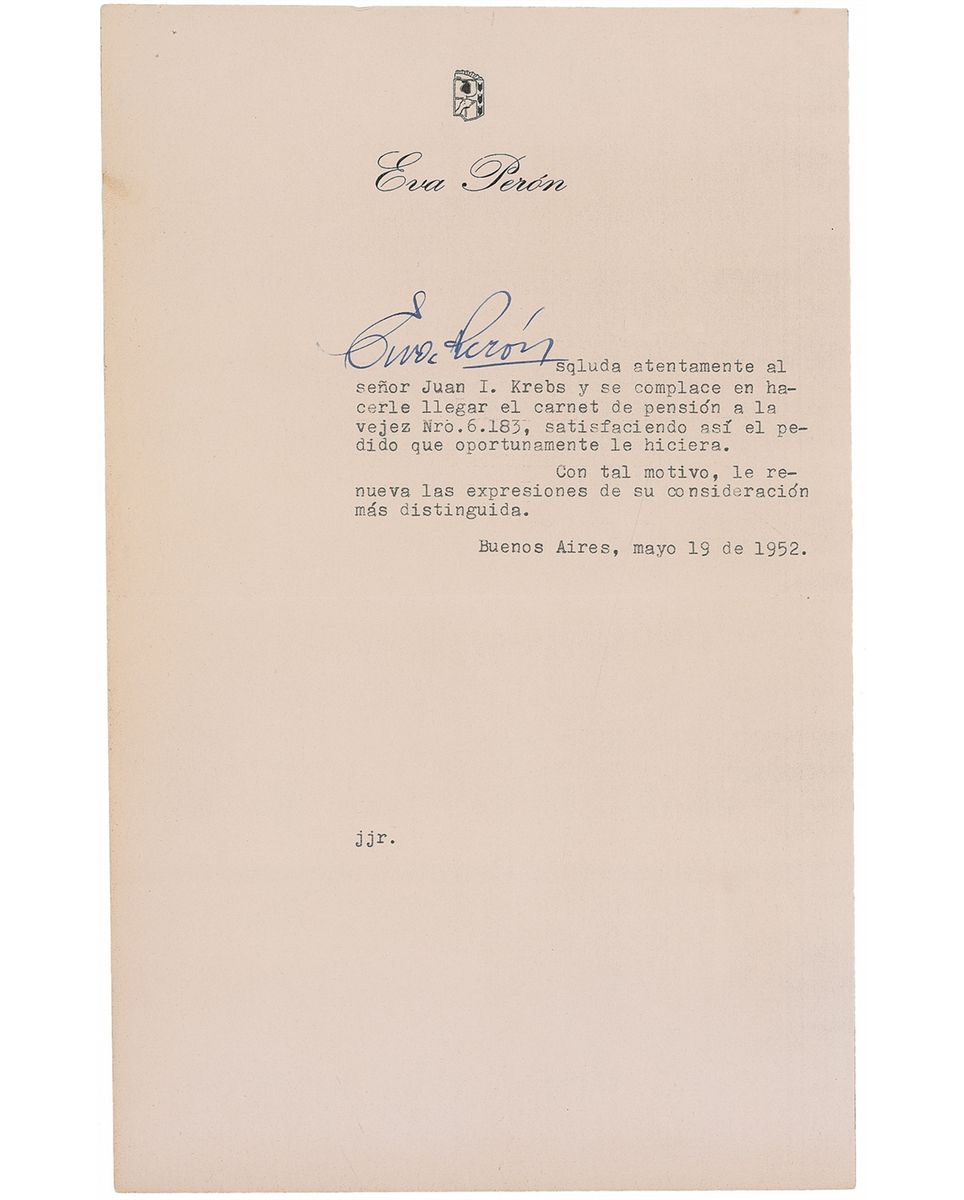 Eva Perón
Eva Perón
sqluda atentamente al
señor Juan I. Krebs y se complace en ha-
cerle llegar el carnet de pensión a la
vejez Nro.6.183, satisfaciendo así el pe-
dido que oportunamente le hiciera.
Con tal motivo, le re-
nueva las expresiones de su consideración
más distinguida.
Buenos Aires, mayo 19 de 1952.
jjr.